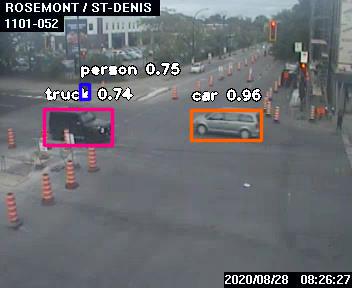 ROSEMONT / ST-DENIS
1101-052
person 0.75
truck 0.74
car 0.96
2020/08/28 08:26:27